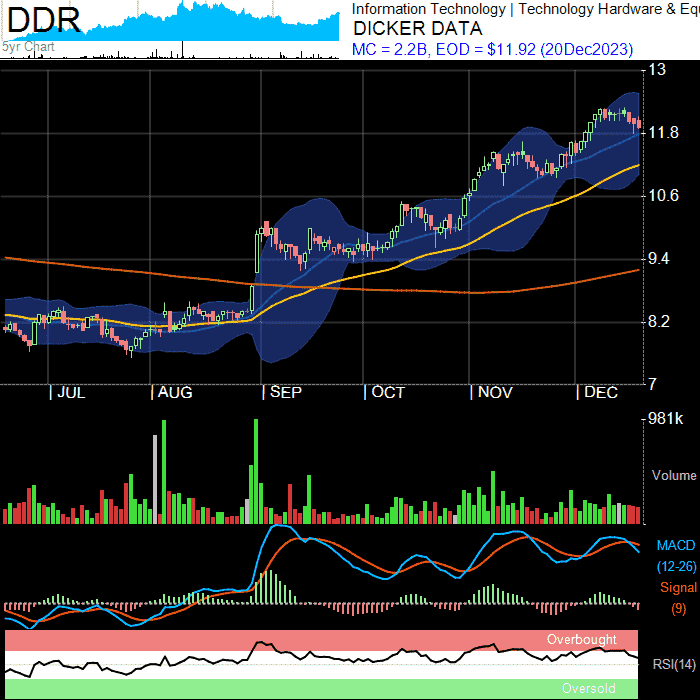 DDR
5yr Chart
Information Technology | Technology Hardware & Equ
DICKER DATA
MC = 2.2B, EOD = $11.92 (20Dec2023)
13
11.8
10.6
9.4
8.2
7
| JUL | AUG | SEP | OCT | NOV | DEC
981k
Volume
MACD
(12-26)
Signal
(9)
Overbought
RSI(14)
Oversold